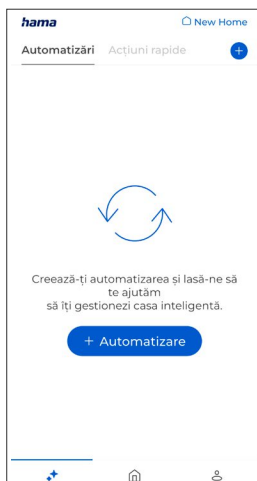 hama
New Home
Automatizări Acțiuni rapide
Creează-ți automatizarea și lasă-ne să
te ajutăm
să îți gestionezi casa inteligentă.
+ Automatizare